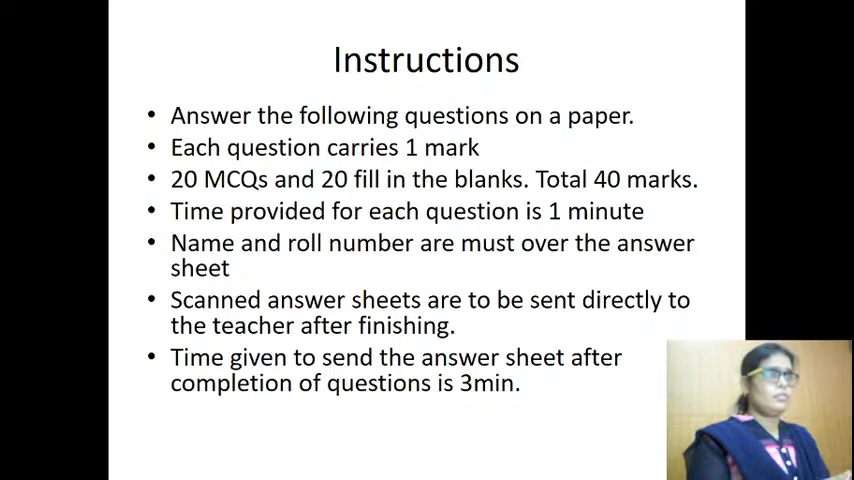 Instructions
• Answer the following questions on a paper.
• Each question carries 1 mark
• 20 MCQs and 20 fill in the blanks. Total 40 marks.
• Time provided for each question is 1 minute
• Name and roll number are must over the answer
sheet
• Scanned answer sheets are to be sent directly to
the teacher after finishing.
• Time given to send the answer sheet after
completion of questions is 3min.